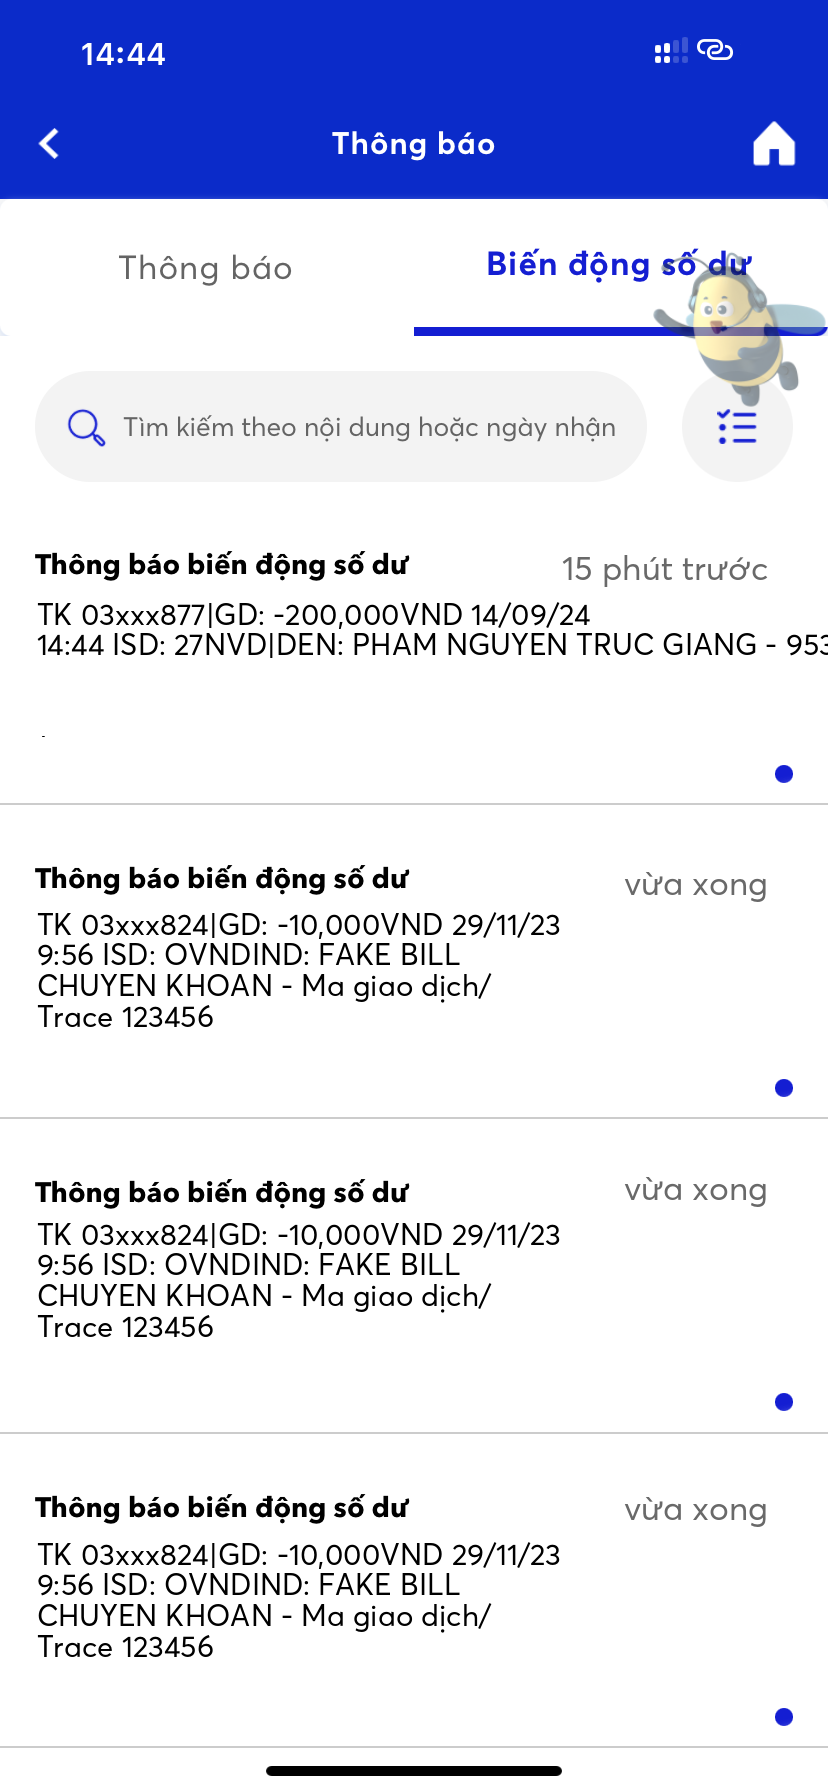 14:44
Thông báo
Thông báo
Biến động số dư
Tìm kiếm theo nội dung hoặc ngày nhận
Thông báo biến động số dư
15 phút trước
TK 03xxx877|GD: -200,000VND 14/09/24
14:44 ISD: 27NVD|DEN: PHAM NGUYEN TRUC GIANG - 953
Thông báo biến động số dư
vừa xong
TK 03xxx824|GD: -10,000VND 29/11/23
9:56 ISD: OVNDIND: FAKE BILL
CHUYEN KHOAN - Ma giao dịch/
Trace 123456
Thông báo biến động số dư
vừa xong
TK 03xxx824|GD: -10,000VND 29/11/23
9:56 ISD: OVNDIND: FAKE BILL
CHUYEN KHOAN - Ma giao dịch/
Trace 123456
Thông báo biến động số dư
vừa xong
TK 03xxx824|GD: -10,000VND 29/11/23
9:56 ISD: OVNDIND: FAKE BILL
CHUYEN KHOAN - Ma giao dịch/
Trace 123456